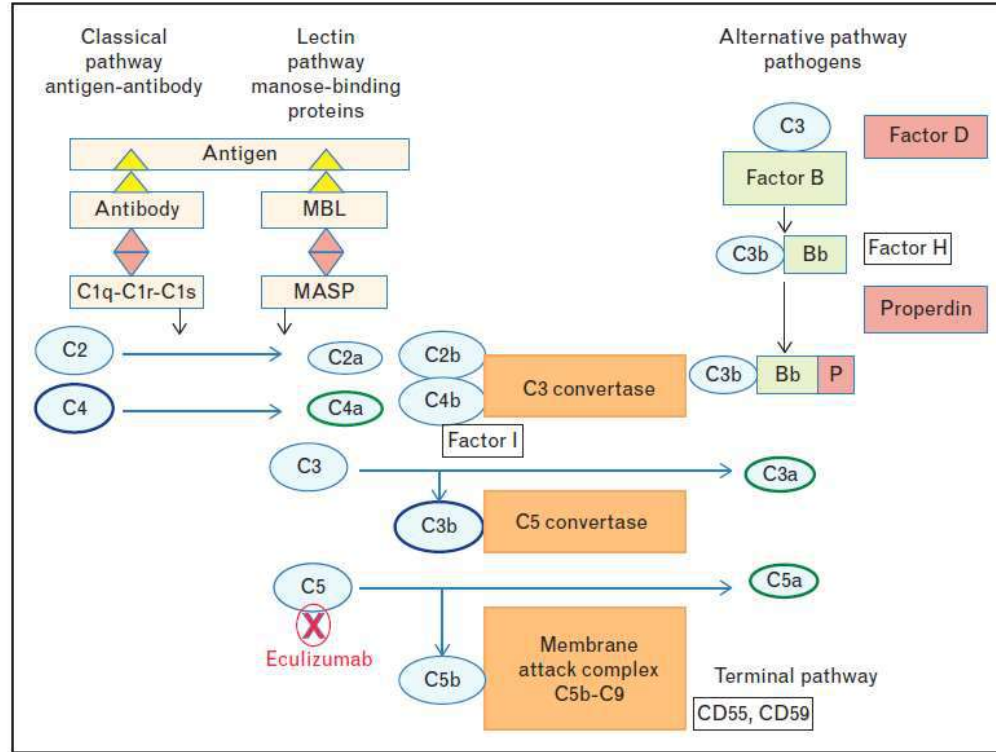 Classical
pathway
antigen-antibody
Lectin
pathway
manose-binding
proteins
Alternative pathway
pathogens
Antigen
Antibody
MBL
C1q-C1r-C1s
MASP
C3
Factor D
Factor B
C3b
Bb
Factor H
Properdin
C2
C2a
C2b
C3 convertase
C3b
Bb
P
C4
C4a
C4b
Factor I
C3
C3a
C3b
C5 convertase
C5
C5a
X
Eculizumab
C5b
Membrane
attack complex
C5b-C9
Terminal pathway
CD55, CD59